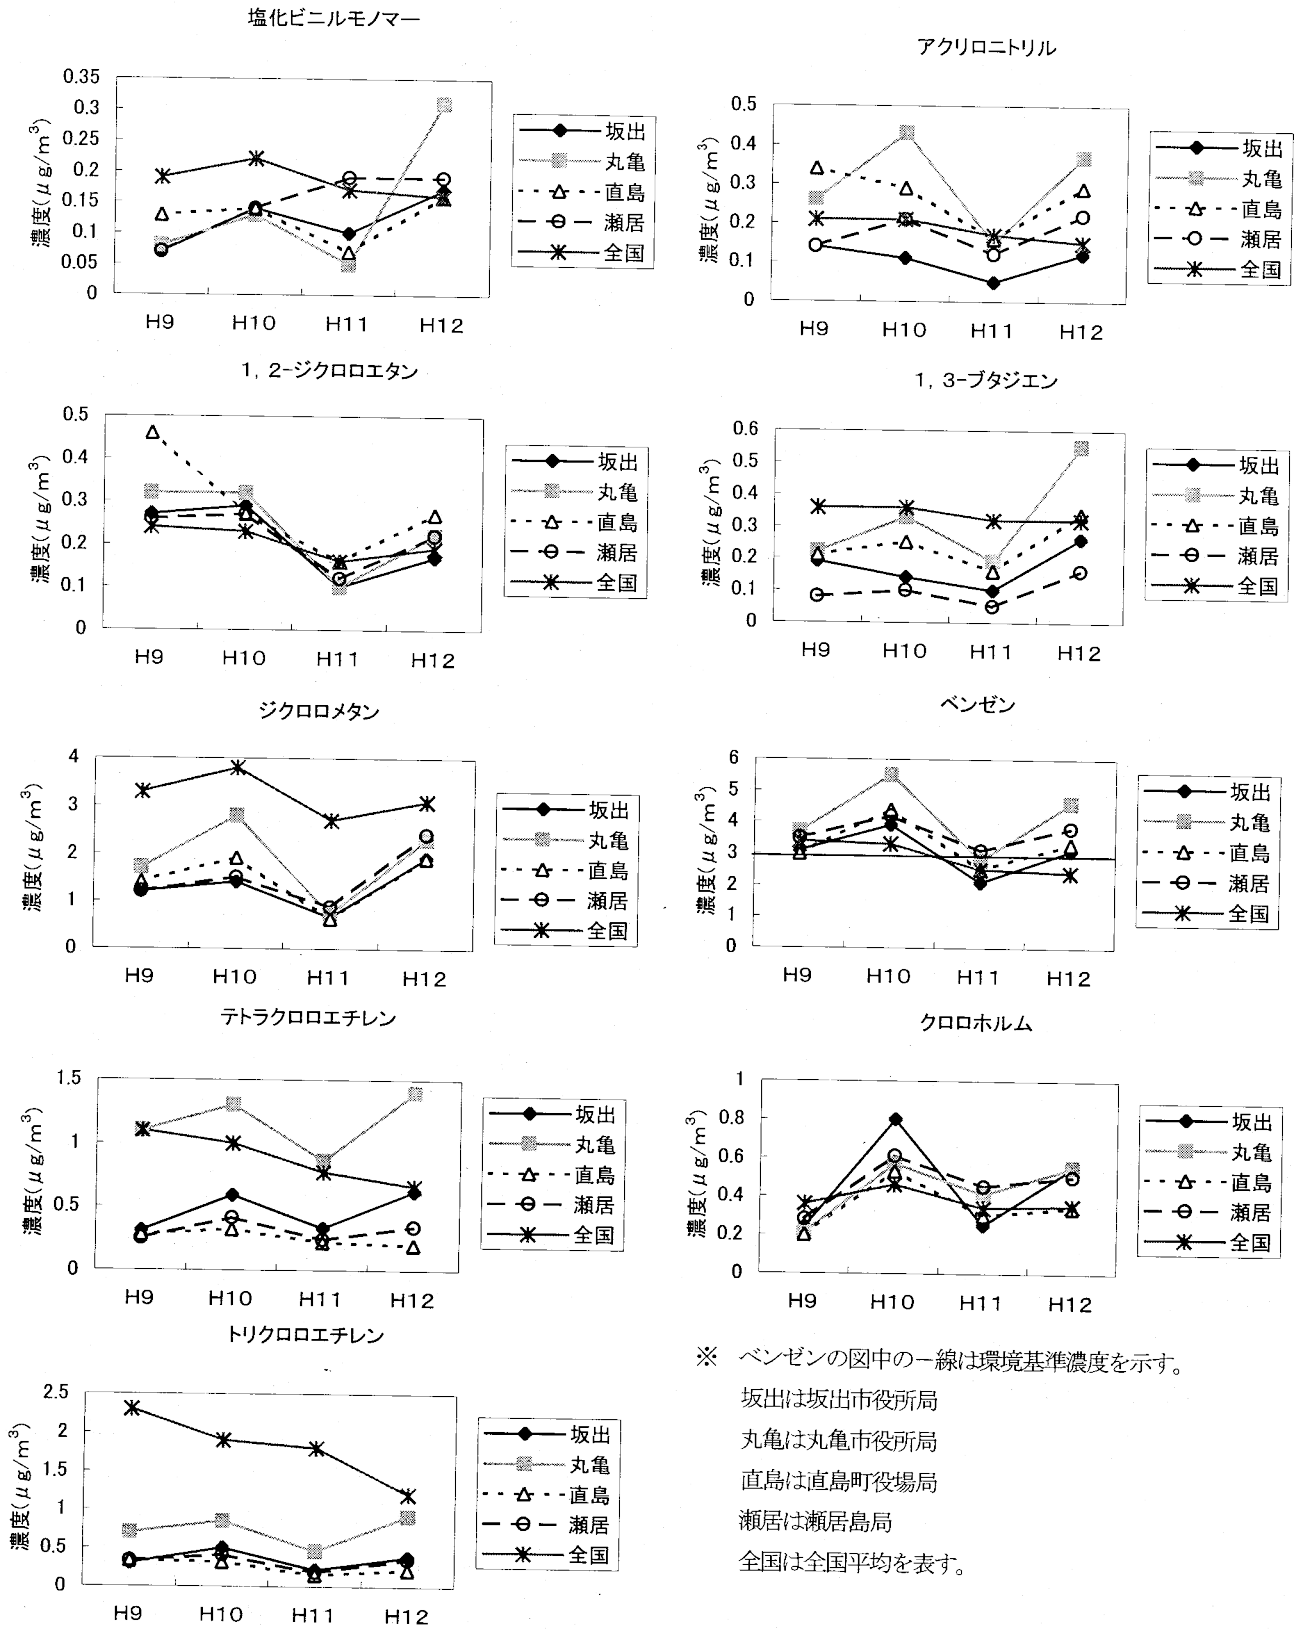 塩化ビニルモノマー
0.35
0.3
0.25
0.2
0.15
0.1
0.05
0
濃度(μg/m³)
H9 H10 H11 H12
坂出
丸亀
直島
瀬居
全国
アクリロニトリル
0.5
0.4
0.3
0.2
0.1
0
濃度(μg/m³)
H9 H10 H11 H12
坂出
丸亀
直島
瀬居
全国
1,2-ジクロロエタン
0.5
0.4
0.3
0.2
0.1
0
濃度(μg/m³)
H9 H10 H11 H12
坂出
丸亀
直島
瀬居
全国
1,3-ブタジエン
0.6
0.5
0.4
0.3
0.2
0.1
0
濃度(μg/m³)
H9 H10 H11 H12
坂出
丸亀
直島
瀬居
全国
ジクロロメタン
4
3
2
1
0
濃度(μg/m³)
H9 H10 H11 H12
坂出
丸亀
直島
瀬居
全国
ベンゼン
6
5
4
3
2
1
0
濃度(μg/m³)
H9 H10 H11 H12
坂出
丸亀
直島
瀬居
全国
テトラクロロエチレン
1.5
1
0.5
0
濃度(μg/m³)
H9 H10 H11 H12
坂出
丸亀
直島
瀬居
全国
クロロホルム
1
0.8
0.6
0.4
0.2
0
濃度(μg/m³)
H9 H10 H11 H12
坂出
丸亀
直島
瀬居
全国
トリクロロエチレン
2.5
2
1.5
1
0.5
0
濃度(μg/m³)
H9 H10 H11 H12
坂出
丸亀
直島
瀬居
全国
※ ベンゼンの図中の－線は環境基準濃度を示す。
坂出は坂出市役所局
丸亀は丸亀市役所局
直島は直島町役場局
瀬居は瀬居島局
全国は全国平均を表す。